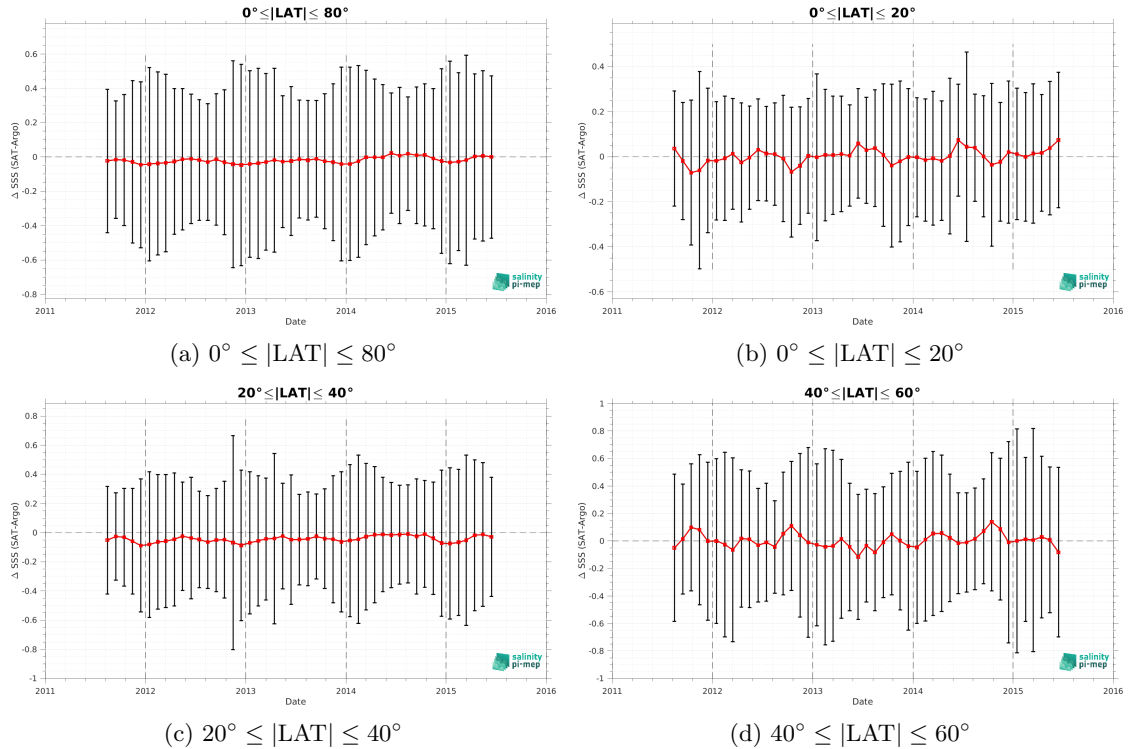 0°≤|LAT|≤ 80°
0.6
0.4
0.2
0
-0.2
-0.4
-0.6
-0.8
Δ SSS (SAT-Argo)
2011
2012
2013
2014
2015
2016
Date
salinity
pi-mep
(a) 0° ≤ |LAT| ≤ 80°
0°≤|LAT|≤ 20°
0.4
0.2
0
-0.2
-0.4
-0.6
Δ SSS (SAT-Argo)
2011
2012
2013
2014
2015
2016
Date
salinity
pi-mep
(b) 0° ≤ |LAT| ≤ 20°
20°≤|LAT|≤ 40°
0.8
0.6
0.4
0.2
0
-0.2
-0.4
-0.6
-0.8
-1
Δ SSS (SAT-Argo)
2011
2012
2013
2014
2015
2016
Date
salinity
pi-mep
(c) 20° ≤ |LAT| ≤ 40°
40°≤|LAT|≤ 60°
1
0.8
0.6
0.4
0.2
0
-0.2
-0.4
-0.6
-0.8
-1
Δ SSS (SAT-Argo)
2011
2012
2013
2014
2015
2016
Date
salinity
pi-mep
(d) 40° ≤ |LAT| ≤ 60°